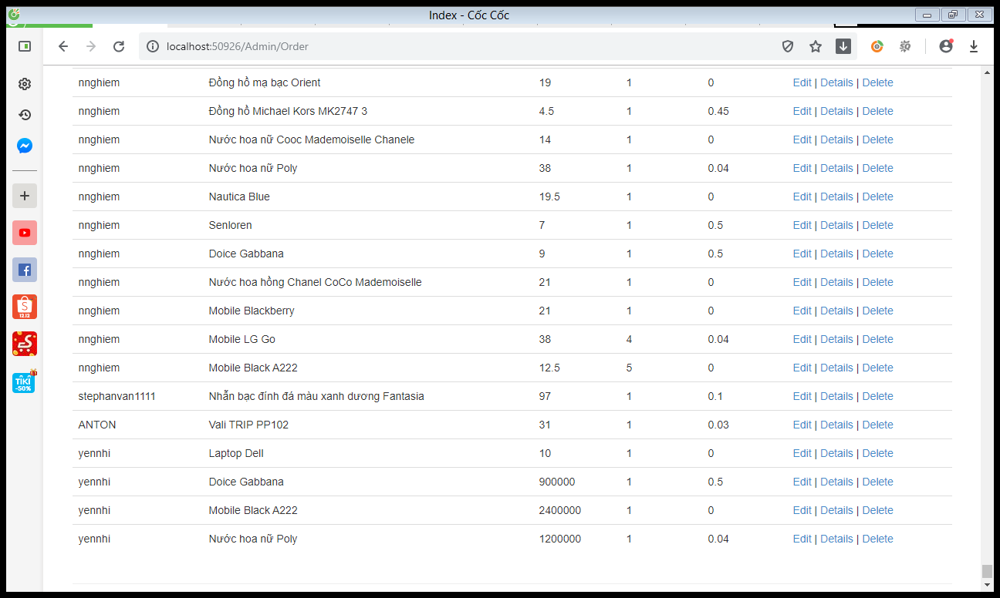 Index - Cốc Cốc
localhost:50926/Admin/Order
nnghiem Đồng hồ mạ bạc Orient 19 1 0 Edit | Details | Delete
nnghiem Đồng hồ Michael Kors MK2747 3 4.5 1 0.45 Edit | Details | Delete
nnghiem Nước hoa nữ Cooc Mademoiselle Chanele 14 1 0 Edit | Details | Delete
nnghiem Nước hoa nữ Poly 38 1 0.04 Edit | Details | Delete
nnghiem Nautica Blue 19.5 1 0 Edit | Details | Delete
nnghiem Senloren 7 1 0.5 Edit | Details | Delete
nnghiem Doice Gabbana 9 1 0.5 Edit | Details | Delete
nnghiem Nước hoa hồng Chanel CoCo Mademoiselle 21 1 0 Edit | Details | Delete
nnghiem Mobile Blackberry 21 1 0 Edit | Details | Delete
nnghiem Mobile LG Go 38 4 0.04 Edit | Details | Delete
nnghiem Mobile Black A222 12.5 5 0 Edit | Details | Delete
stephanvan1111 Nhẫn bạc đính đá màu xanh dương Fantasia 97 1 0.1 Edit | Details | Delete
ANTON Vali TRIP PP102 31 1 0.03 Edit | Details | Delete
yennhi Laptop Dell 10 1 0 Edit | Details | Delete
yennhi Doice Gabbana 900000 1 0.5 Edit | Details | Delete
yennhi Mobile Black A222 2400000 1 0 Edit | Details | Delete
yennhi Nước hoa nữ Poly 1200000 1 0.04 Edit | Details | Delete
S
12.12
TIKI
-50%